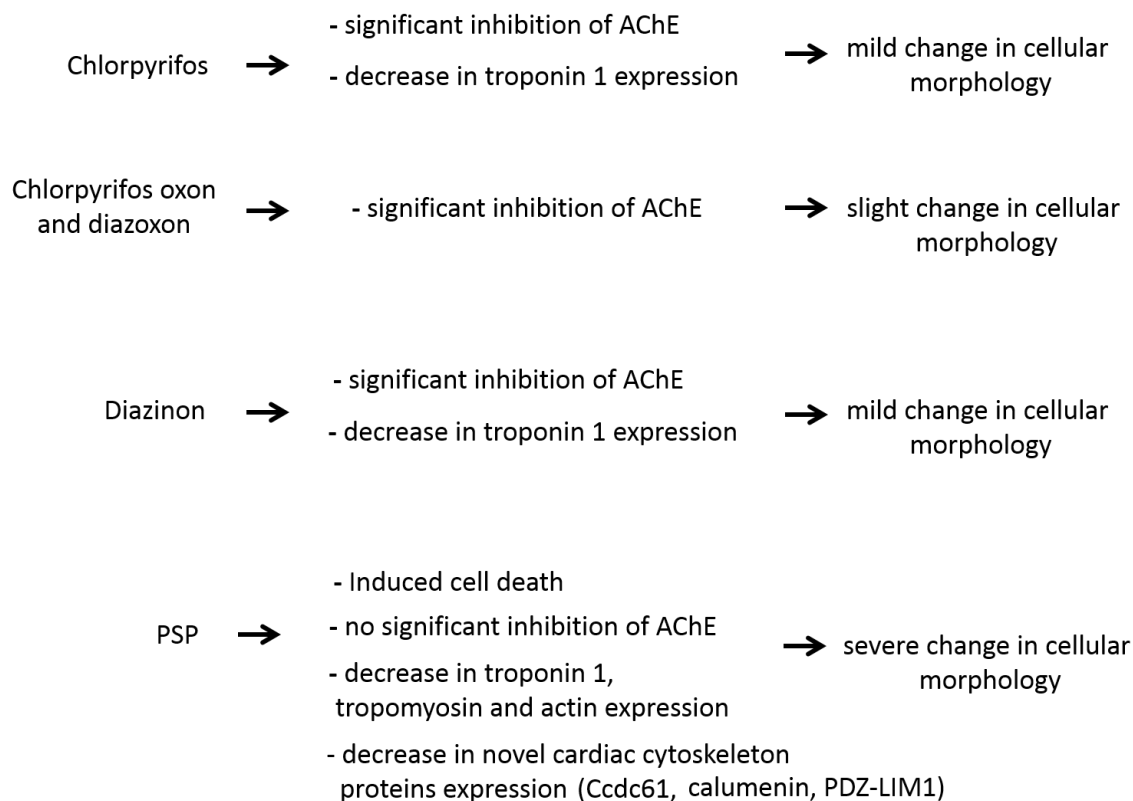 Chlorpyrifos
- significant inhibition of AChE
- decrease in troponin 1 expression
mild change in cellular
morphology
Chlorpyrifos oxon
and diazoxon
- significant inhibition of AChE
slight change in cellular
morphology
Diazinon
- significant inhibition of AChE
- decrease in troponin 1 expression
mild change in cellular
morphology
PSP
- Induced cell death
- no significant inhibition of AChE
- decrease in troponin 1,
tropomyosin and actin expression
- decrease in novel cardiac cytoskeleton
proteins expression (Ccdc61, calumenin, PDZ-LIM1)
severe change in cellular
morphology